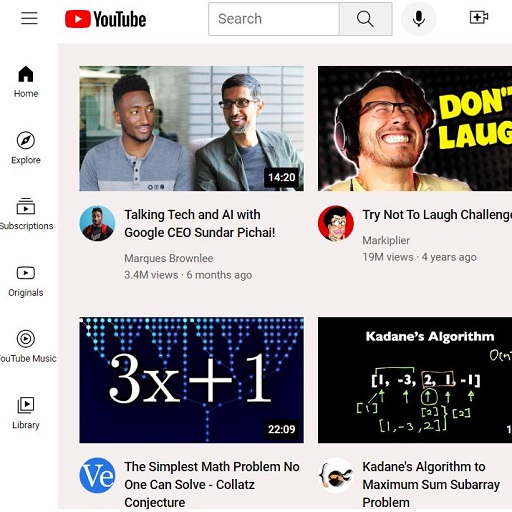 YouTube
Search
Home
Explore
Subscriptions
Originals
YouTube Music
Library
14:20
DON'T
LAUG
Talking Tech and AI with
Google CEO Sundar Pichai!
Marques Brownlee
3.4M views · 6 months ago
Try Not To Laugh Challenge
Markiplier
19M views · 4 years ago
3x+1
22:09
Kadane's Algorithm
O(n
[1, -3, 2, 1, -1]
[1]
[2]
[2]
[1,-3,2]
1
Ve
The Simplest Math Problem No
One Can Solve - Collatz
Conjecture
Kadane's Algorithm to
Maximum Sum Subarray
Problem